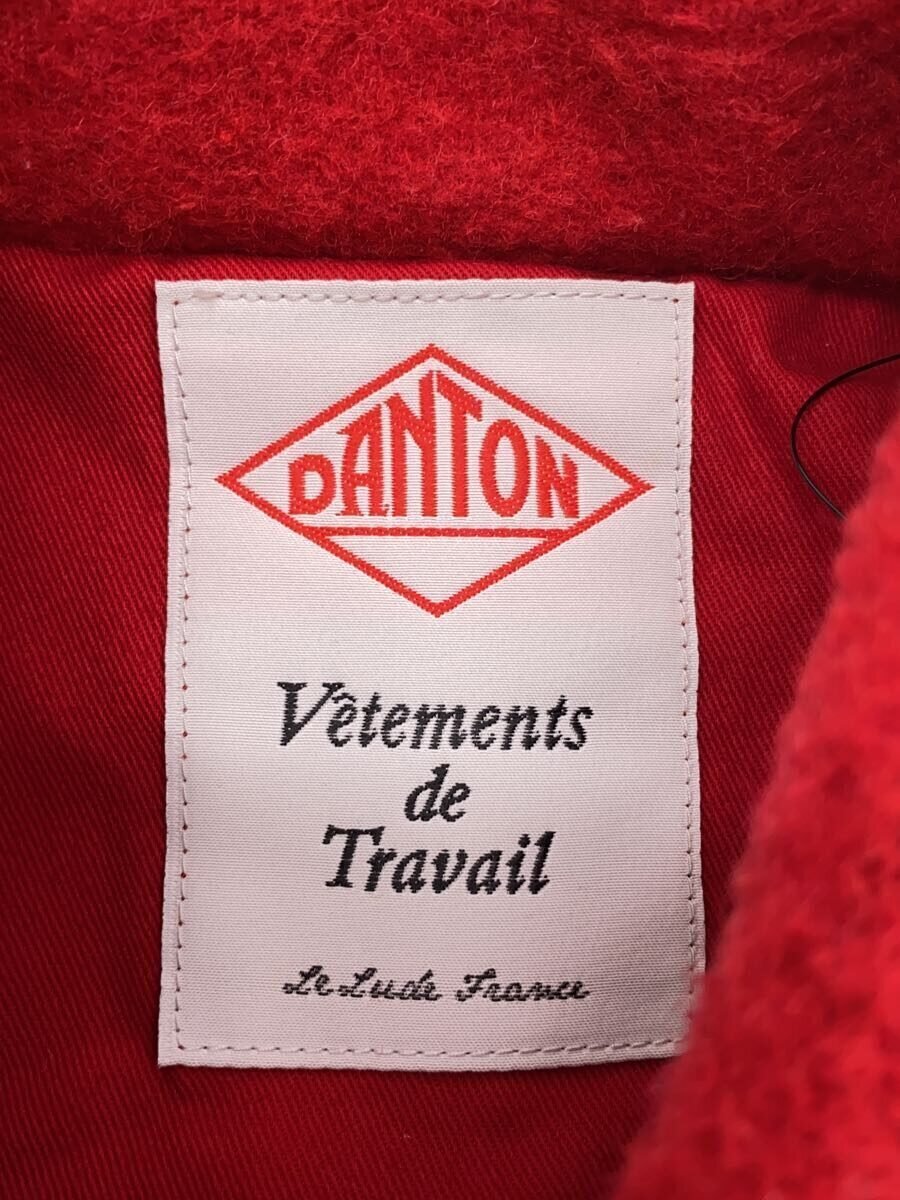 DANTON
Vêtements
de
Travail
Le Lude France